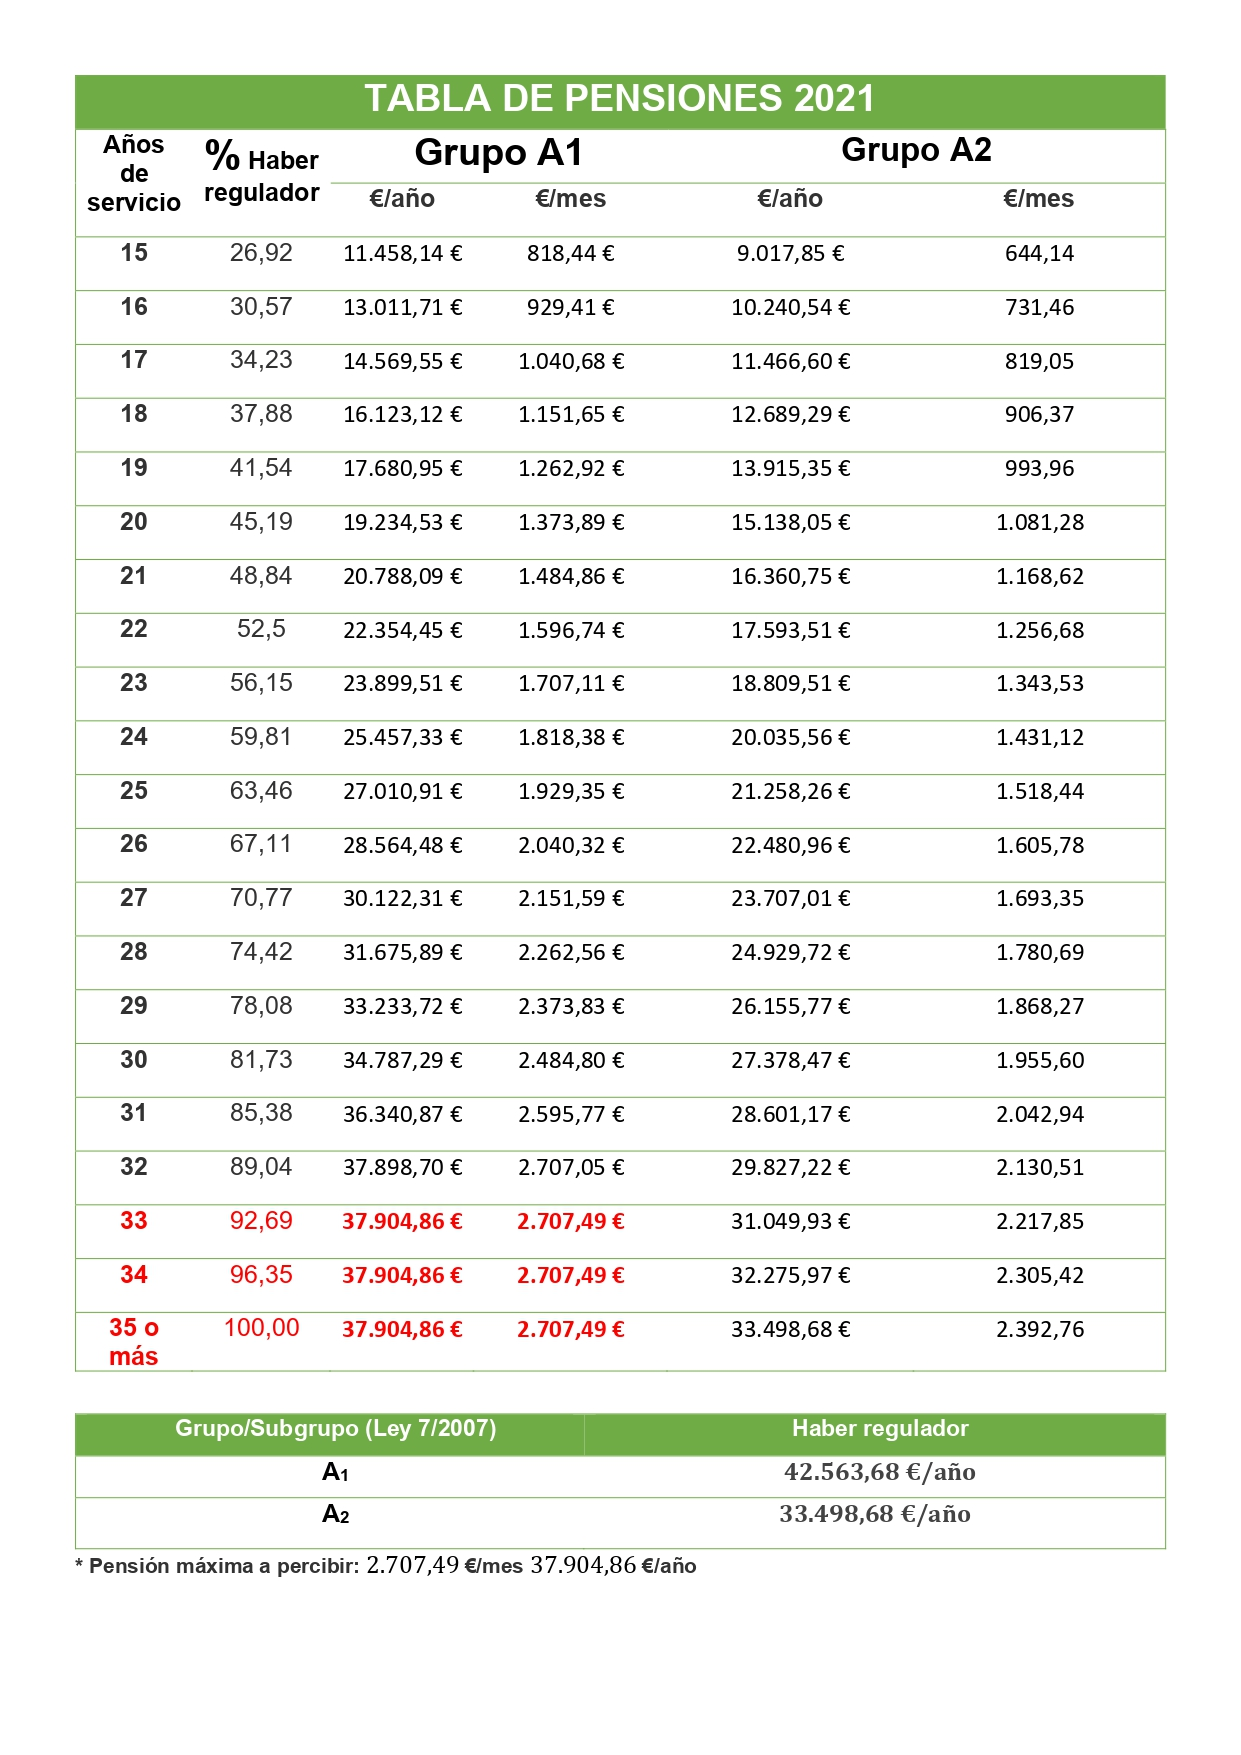 TABLA DE PENSIONES 2021
Años de servicio % Haber regulador Grupo A1 Grupo A2
€/año €/mes €/año €/mes
15 26,92 11.458,14 € 818,44 € 9.017,85 € 644,14
16 30,57 13.011,71 € 929,41 € 10.240,54 € 731,46
17 34,23 14.569,55 € 1.040,68 € 11.466,60 € 819,05
18 37,88 16.123,12 € 1.151,65 € 12.689,29 € 906,37
19 41,54 17.680,95 € 1.262,92 € 13.915,35 € 993,96
20 45,19 19.234,53 € 1.373,89 € 15.138,05 € 1.081,28
21 48,84 20.788,09 € 1.484,86 € 16.360,75 € 1.168,62
22 52,5 22.354,45 € 1.596,74 € 17.593,51 € 1.256,68
23 56,15 23.899,51 € 1.707,11 € 18.809,51 € 1.343,53
24 59,81 25.457,33 € 1.818,38 € 20.035,56 € 1.431,12
25 63,46 27.010,91 € 1.929,35 € 21.258,26 € 1.518,44
26 67,11 28.564,48 € 2.040,32 € 22.480,96 € 1.605,78
27 70,77 30.122,31 € 2.151,59 € 23.707,01 € 1.693,35
28 74,42 31.675,89 € 2.262,56 € 24.929,72 € 1.780,69
29 78,08 33.233,72 € 2.373,83 € 26.155,77 € 1.868,27
30 81,73 34.787,29 € 2.484,80 € 27.378,47 € 1.955,60
31 85,38 36.340,87 € 2.595,77 € 28.601,17 € 2.042,94
32 89,04 37.898,70 € 2.707,05 € 29.827,22 € 2.130,51
33 92,69 37.904,86 € 2.707,49 € 31.049,93 € 2.217,85
34 96,35 37.904,86 € 2.707,49 € 32.275,97 € 2.305,42
35 o más 100,00 37.904,86 € 2.707,49 € 33.498,68 € 2.392,76
Grupo/Subgrupo (Ley 7/2007) Haber regulador
A1 42.563,68 €/año
A2 33.498,68 €/año
* Pensión máxima a percibir: 2.707,49 €/mes 37.904,86 €/año